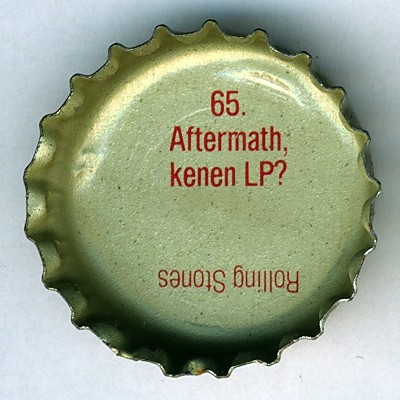 65.
Aftermath,
kenen LP?
Rolling Stones